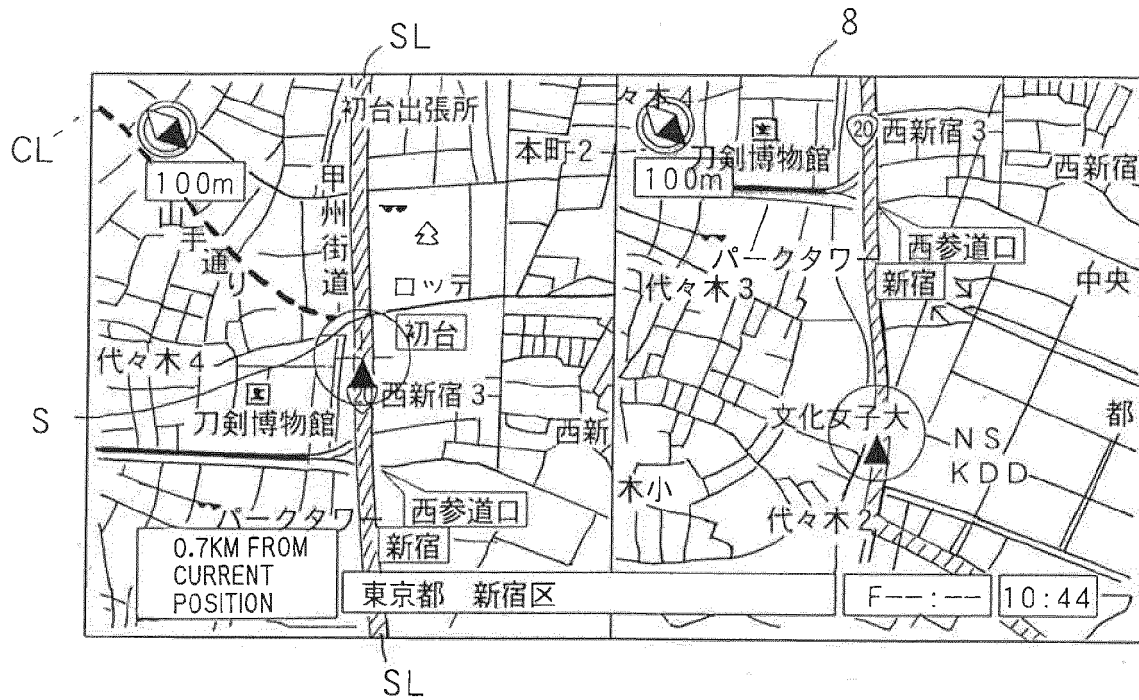 SL
8
CL
S
初台出張所
本町2
100m
甲州街道
山手通り
ロッテ
初台
代々木4
20
西新宿3
刀剣博物館
西新
西参道口
パークタワー
新宿
0.7KM FROM
CURRENT
POSITION
東京都 新宿区
SL
々木4
20
西新宿3
刀剣博物館
100m
西新宿
西参道口
パークタワー
新宿
中央
代々木3
文化女子大
都
NS
KDD
木小
代々木2
F--:--
10:44